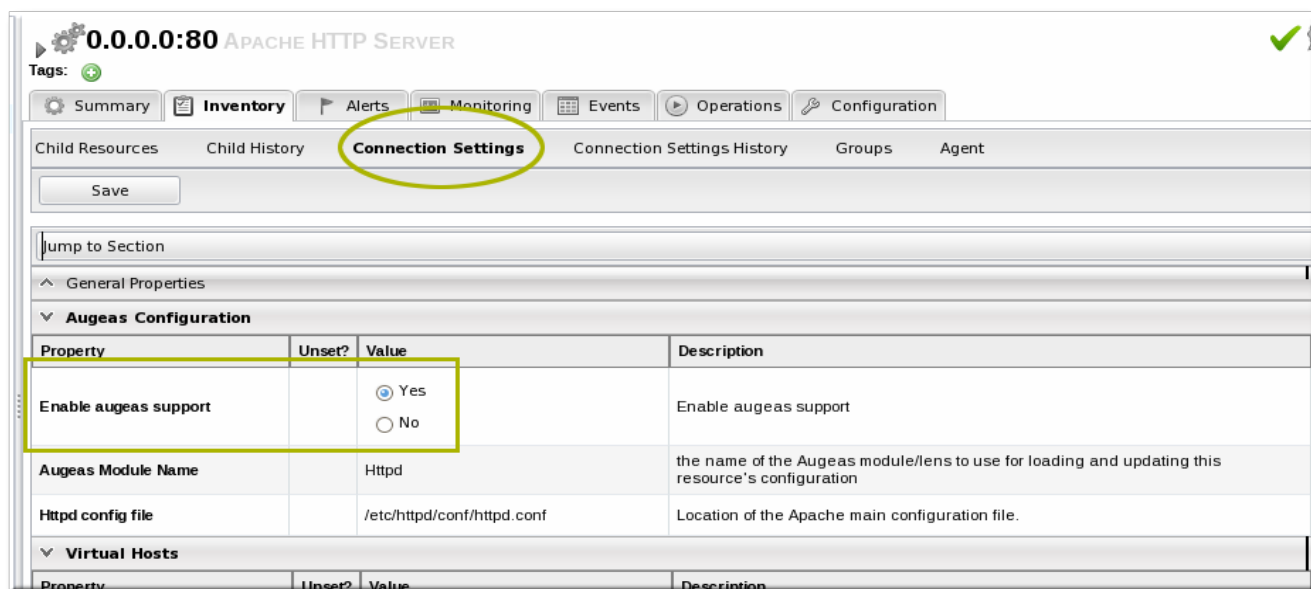 0.0.0.0:80 APACHE HTTP SERVER
Tags:
Summary Inventory Alerts Monitoring Events Operations Configuration
Child Resources Child History Connection Settings Connection Settings History Groups Agent
Save
Jump to Section
General Properties
Augeas Configuration
Property Unset? Value Description
Yes
Enable augeas support Enable augeas support
No
Augeas Module Name Httpd the name of the Augeas module/lens to use for loading and updating this
resource's configuration
Httpd config file /etc/httpd/conf/httpd.conf Location of the Apache main configuration file.
Virtual Hosts
Property Unset? Value Description